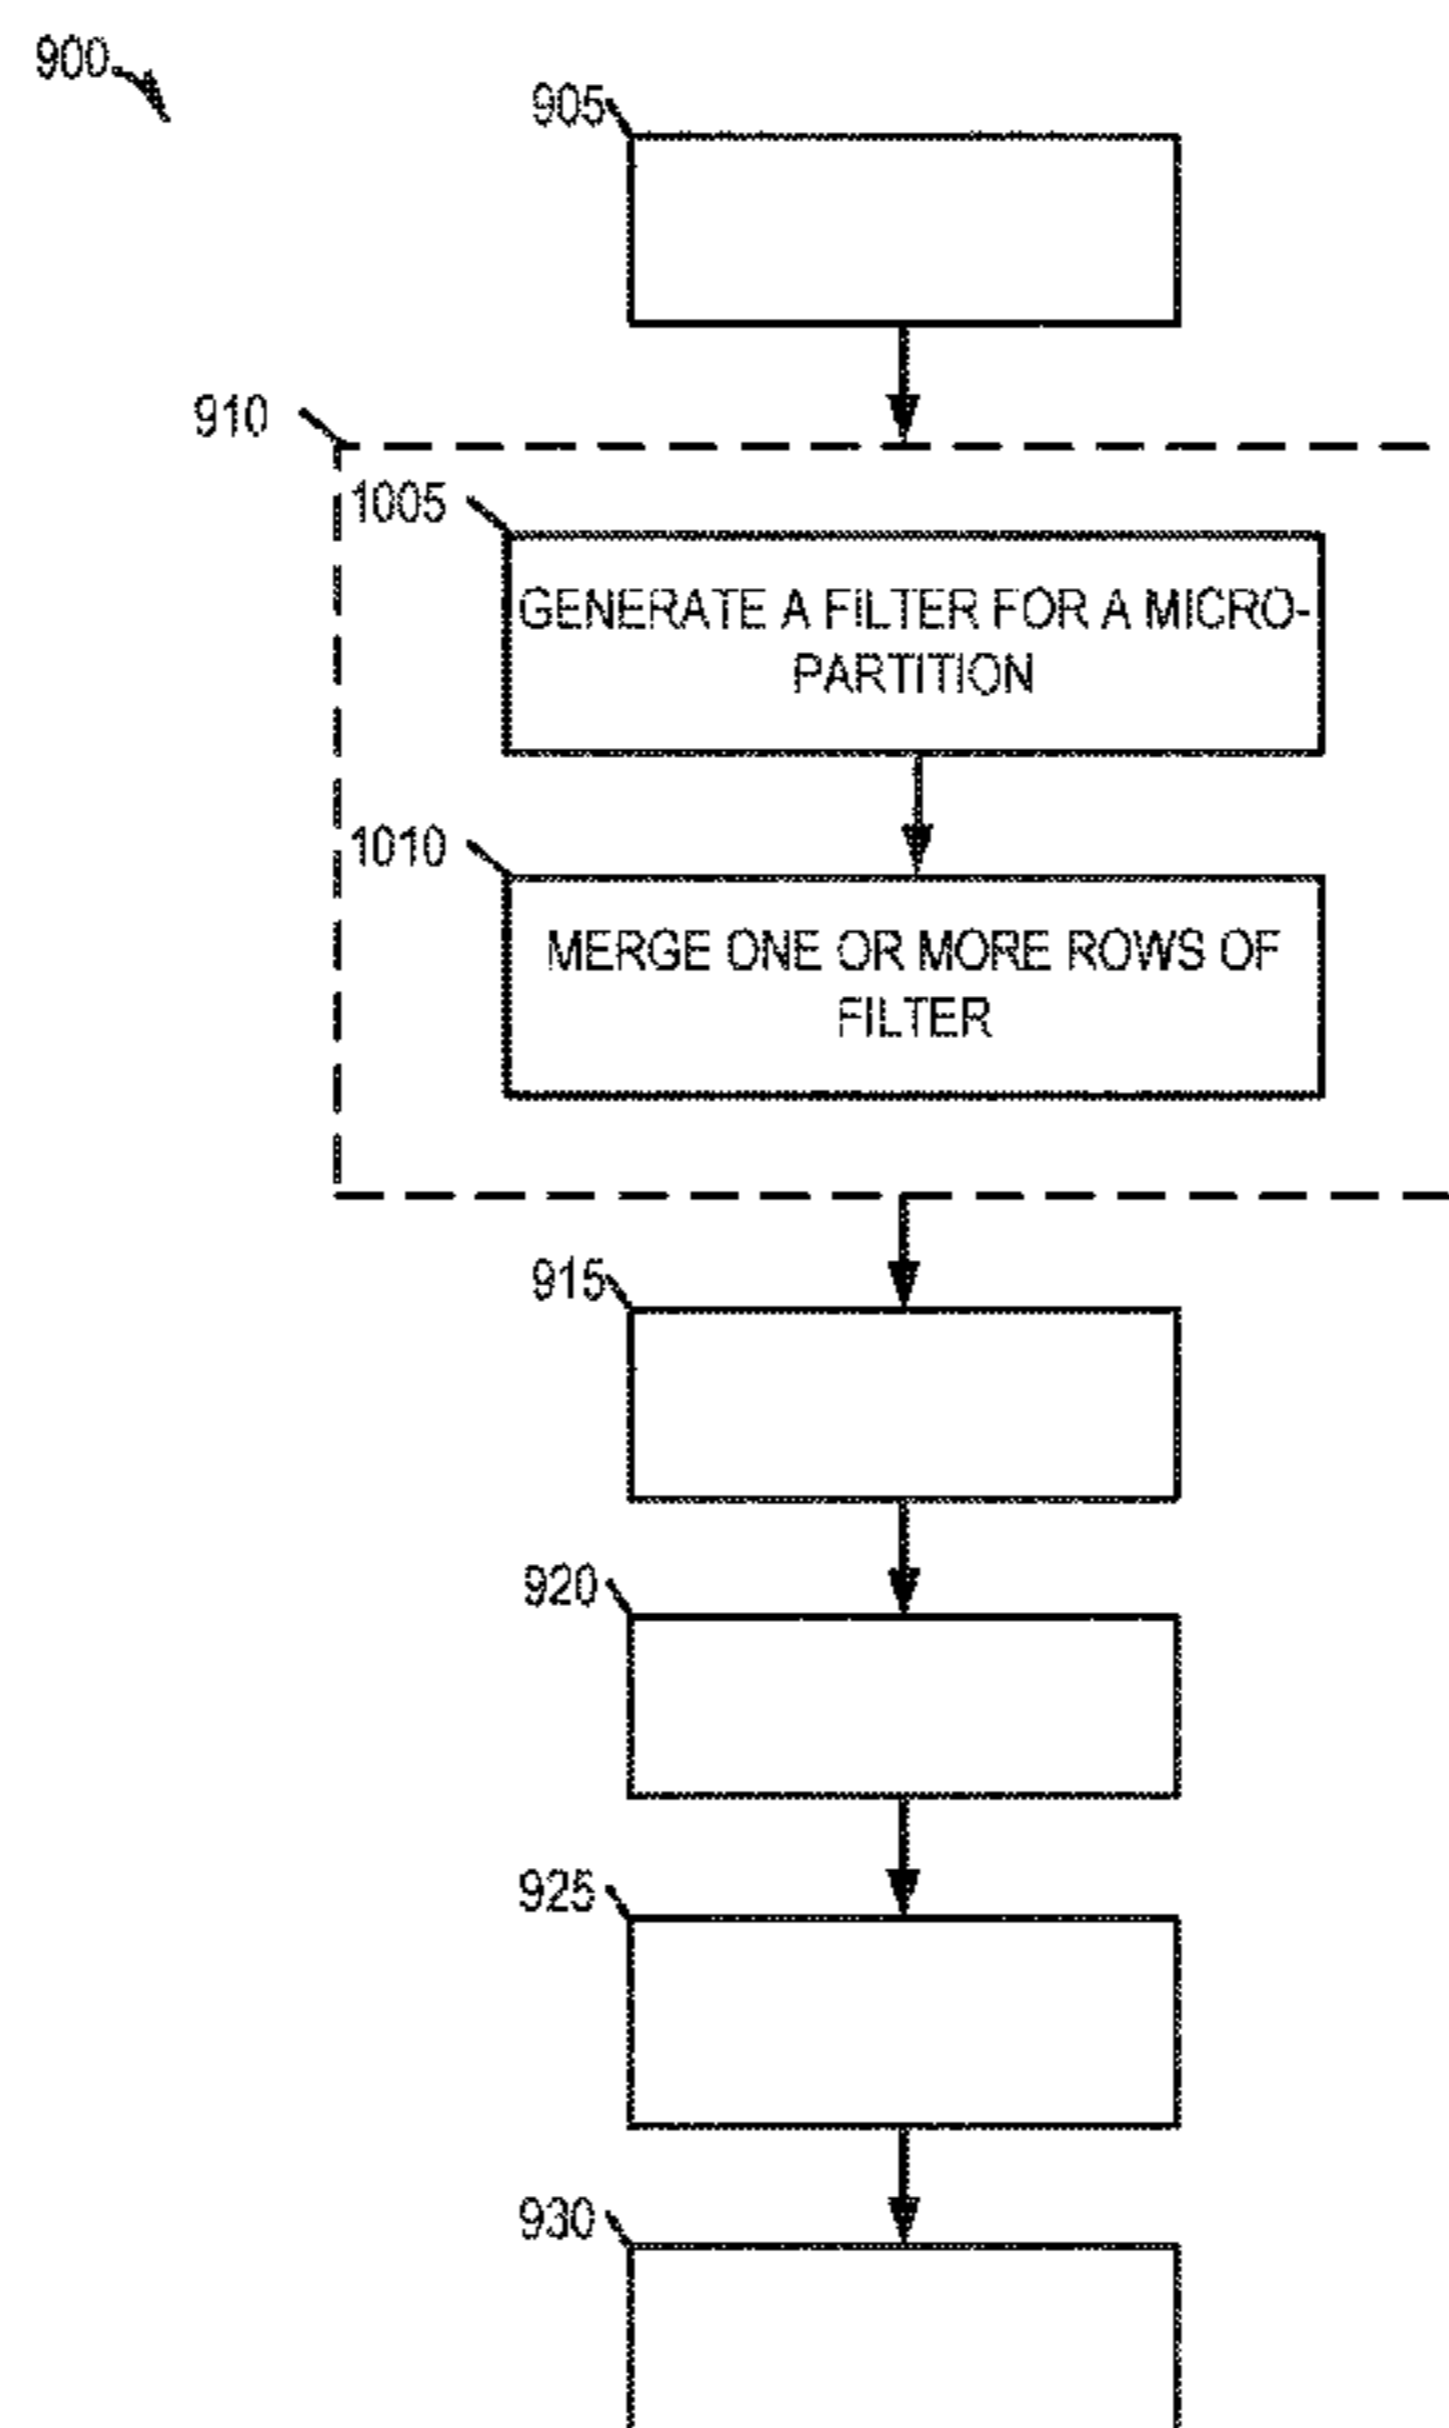 900
905
910
1005
GENERATE A FILTER FOR A MICRO-
PARTITION
1010
MERGE ONE OR MORE ROWS OF
FILTER
915
920
925
930